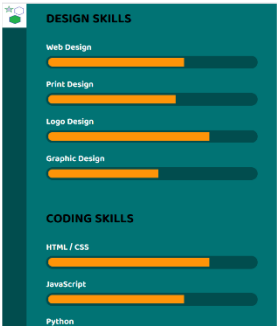 DESIGN SKILLS
Web Design
Print Design
Logo Design
Graphic Design
CODING SKILLS
HTML / CSS
JavaScript
Python